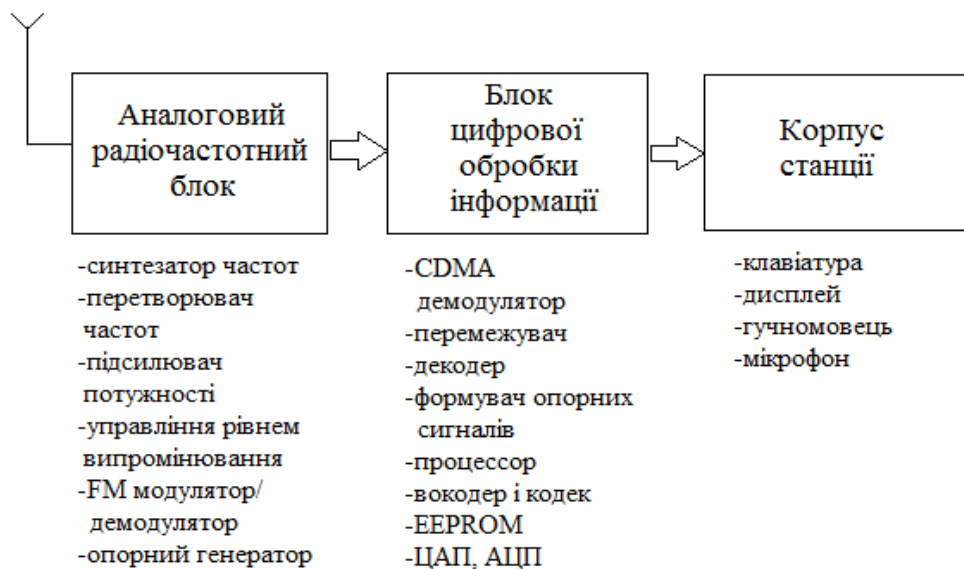 Аналоговий
радіочастотний
блок
Блок
цифрової
обробки
інформації
Корпус
станції
-синтезатор частот
-перетворювач
частот
-підсилювач
потужності
-управління рівнем
випромінювання
-FM модулятор/
демодулятор
-опорний генератор
-CDMA
демодулятор
-перемежувач
-декодер
-формувач опорних
сигналів
-процессор
-вокодер і кодек
-EEPROM
-ЦАП, АЦП
-клавіатура
-дисплей
-гучномовець
-мікрофон